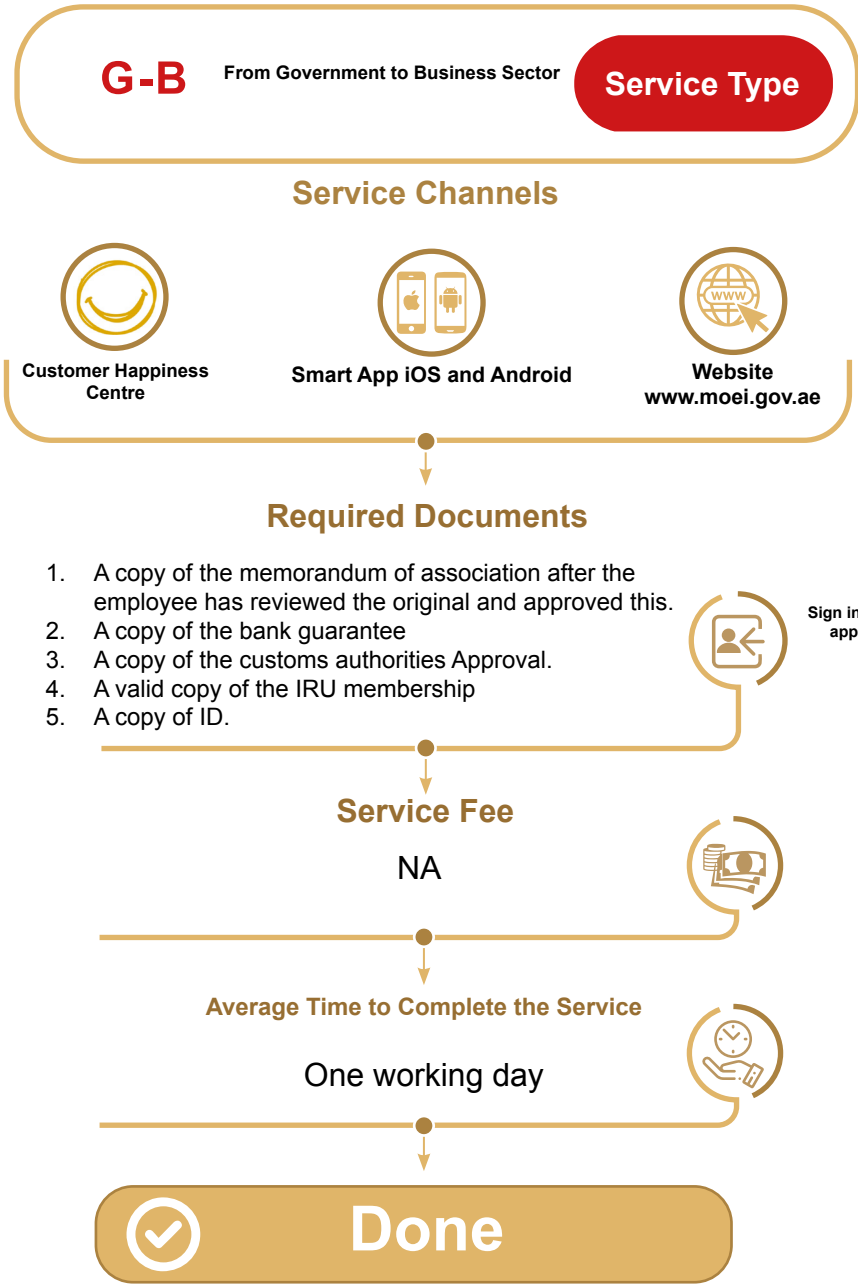 G-B
From Government to Business Sector
Service Type
Service Channels
WWW
Customer Happiness
Centre
Smart App iOS and Android
Website
www.moei.gov.ae
Required Documents
1. A copy of the memorandum of association after the
employee has reviewed the original and approved this.
2. A copy of the bank guarantee
3. A copy of the customs authorities Approval.
4. A valid copy of the IRU membership
5. A copy of ID.
Sign in
app
Service Fee
NA
Average Time to Complete the Service
One working day
Done